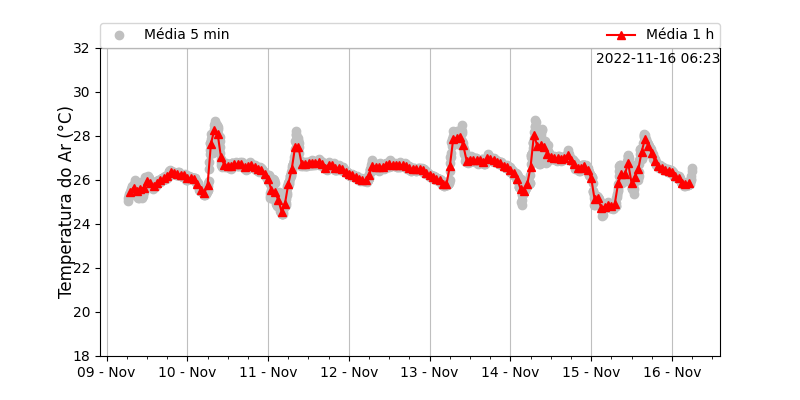 Média 5 min
Média 1 h
2022-11-16 06:23
Temperatura do Ar (°C)
32
30
28
26
24
22
20
18
09 - Nov
10 - Nov
11 - Nov
12 - Nov
13 - Nov
14 - Nov
15 - Nov
16 - Nov